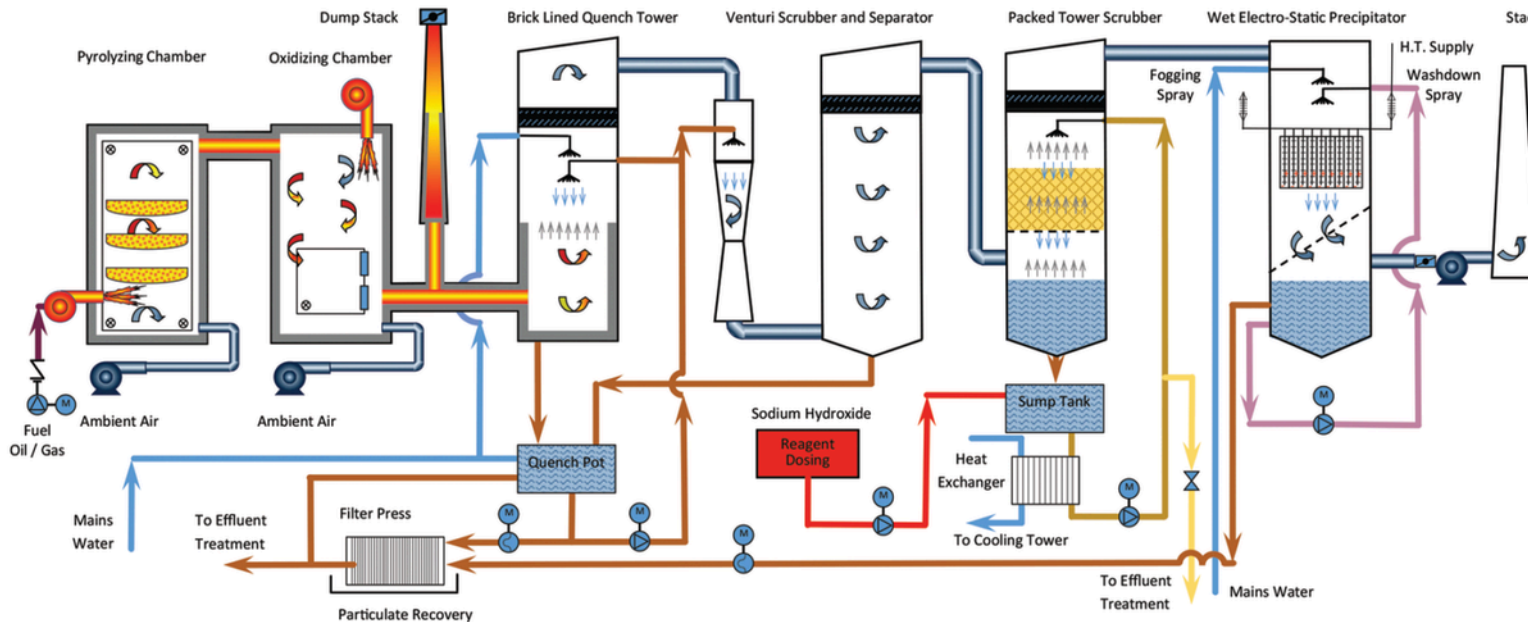 Dump Stack
Brick Lined Quench Tower
Venturi Scrubber and Separator
Packed Tower Scrubber
Wet Electro-Static Precipitator
Pyrolyzing Chamber
Oxidizing Chamber
H.T. Supply
Fogging
Spray
Washdown
Spray
Ambient Air
Ambient Air
M
Fuel
Oil / Gas
Quench Pot
Sodium Hydroxide
Reagent
Dosing
Sump Tank
Heat
Exchanger
M
M
M
To Cooling Tower
Mains
Water
To Effluent
Treatment
Filter Press
M
M
M
Particulate Recovery
To Effluent
Treatment
Mains Water